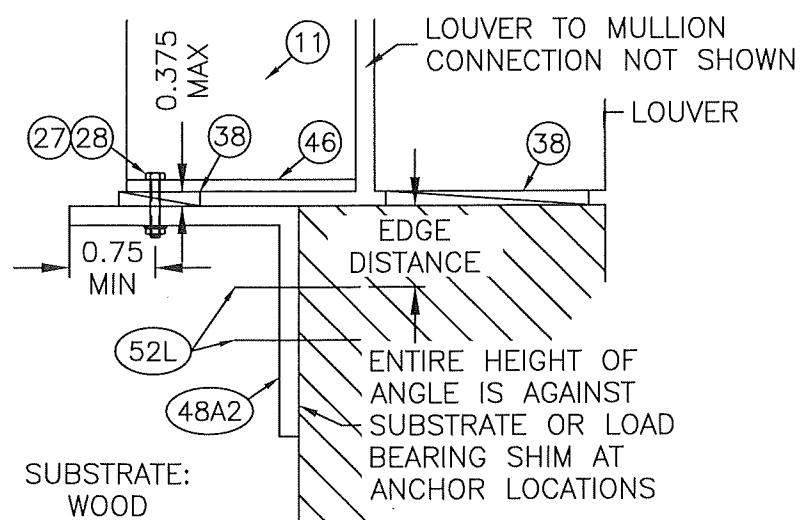 LOUVER TO MULLION
CONNECTION NOT SHOWN
11
0.375
MAX
LOUVER
27 28
38
46
38
EDGE
DISTANCE
0.75
MIN
52L
48A2
ENTIRE HEIGHT OF
ANGLE IS AGAINST
SUBSTRATE OR LOAD
BEARING SHIM AT
ANCHOR LOCATIONS
SUBSTRATE:
WOOD